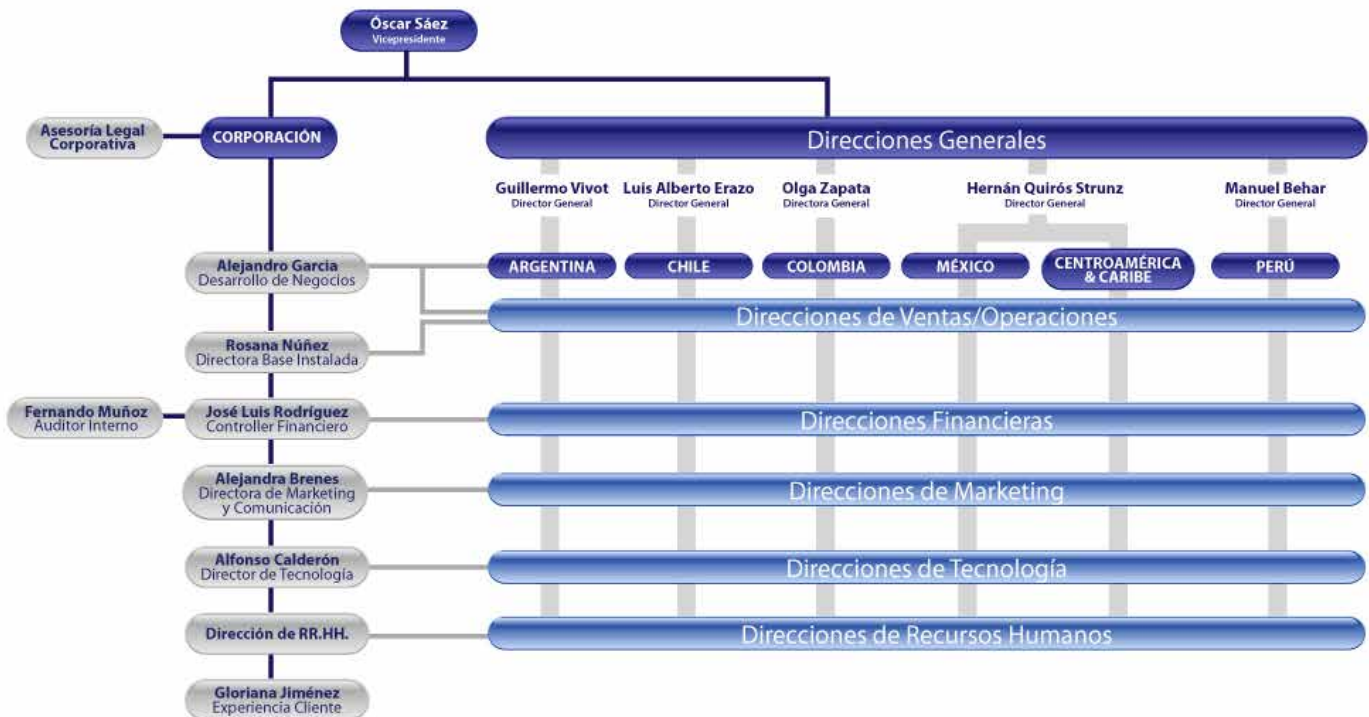 Óscar Sáez
Vicepresidente
Asesoría Legal
Corporativa
CORPORACIÓN
Direcciones Generales
Guillermo Vivot
Director General
Luis Alberto Erazo
Director General
Olga Zapata
Directora General
Hernán Quirós Strunz
Director General
Manuel Behar
Director General
Alejandro Garcia
Desarrollo de Negocios
ARGENTINA
CHILE
COLOMBIA
MÉXICO
CENTROAMÉRICA
& CARIBE
PERÚ
Direcciones de Ventas/Operaciones
Rosana Núñez
Directora Base Instalada
Fernando Muñoz
Auditor Interno
José Luis Rodríguez
Controller Financiero
Direcciones Financieras
Alejandra Brenes
Directora de Marketing
y Comunicación
Direcciones de Marketing
Alfonso Calderón
Director de Tecnología
Direcciones de Tecnología
Dirección de RR.HH.
Direcciones de Recursos Humanos
Gloriana Jiménez
Experiencia Cliente